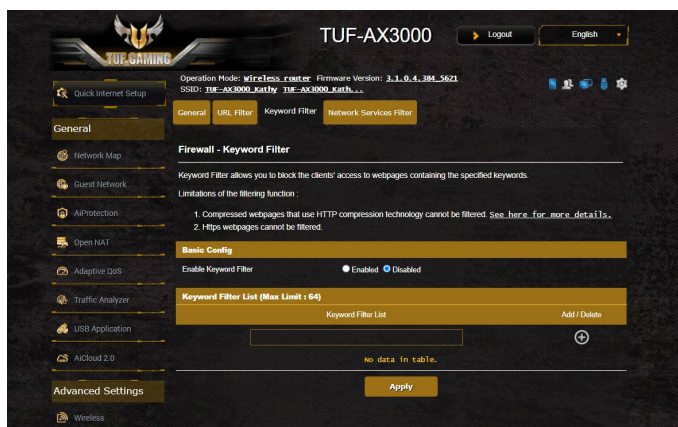 TUF GAMING
TUF-AX3000
Logout
English
Operation Mode: Wireless router Firmware Version: 3.1.0.4.384_5621
SSID: TUF-AX3000_Kathy TUF-AX3000_Kath...
Quick Internet Setup
General
Network Map
Guest Network
AiProtection
Open NAT
Adaptive QoS
Traffic Analyzer
USB Application
AiCloud 2.0
Advanced Settings
Wireless
General URL Filter Keyword Filter Network Services Filter
Firewall - Keyword Filter
Keyword Filter allows you to block the clients' access to webpages containing the specified keywords.
Limitations of the filtering function :
1. Compressed webpages that use HTTP compression technology cannot be filtered. See here for more details.
2. Https webpages cannot be filtered.
Basic Config
Enable Keyword Filter Enabled Disabled
Keyword Filter List (Max Limit : 64)
Keyword Filter List Add / Delete
No data in table.
Apply